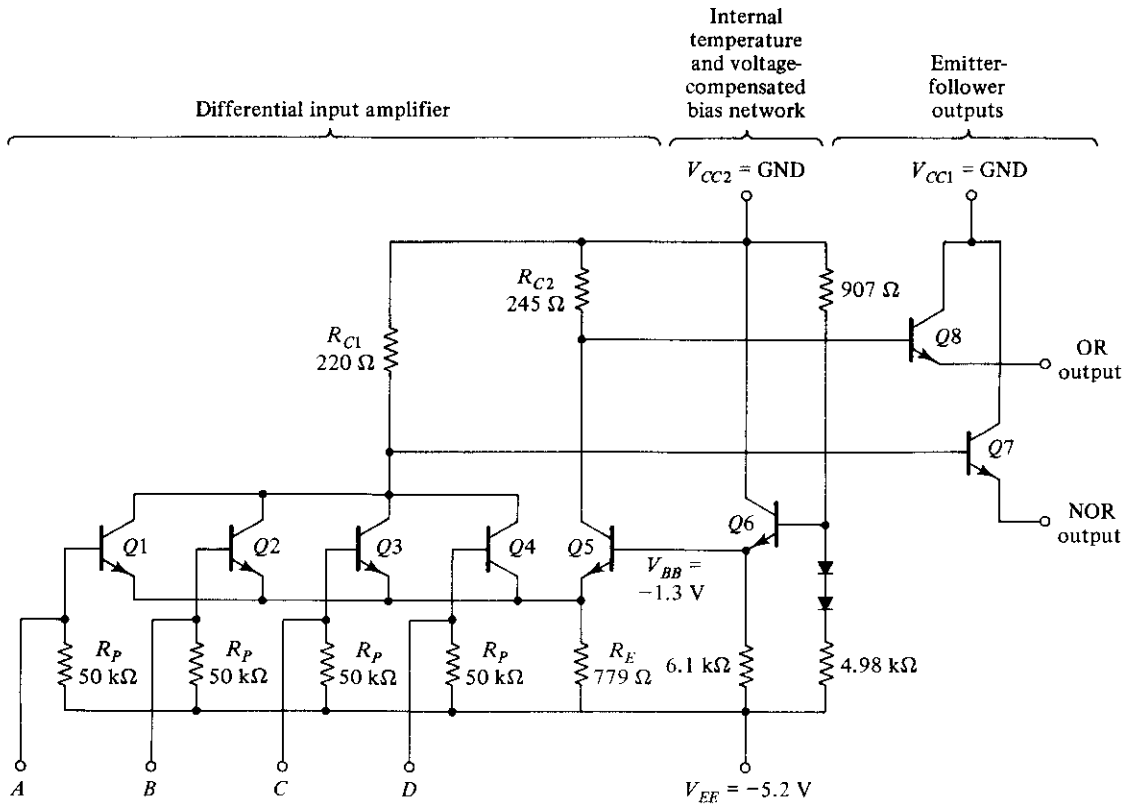 Internal
temperature
and voltage-
compensated
bias network
Emitter-
follower
outputs
Differential input amplifier
V_CC2 = GND
V_CC1 = GND
R_C2
245 Ω
907 Ω
R_C1
220 Ω
Q8
OR
output
Q7
NOR
output
Q1
Q2
Q3
Q4
Q5
Q6
V_BB =
−1.3 V
R_P
50 kΩ
R_P
50 kΩ
R_P
50 kΩ
R_P
50 kΩ
R_E
779 Ω
6.1 kΩ
4.98 kΩ
A
B
C
D
V_EE = −5.2 V